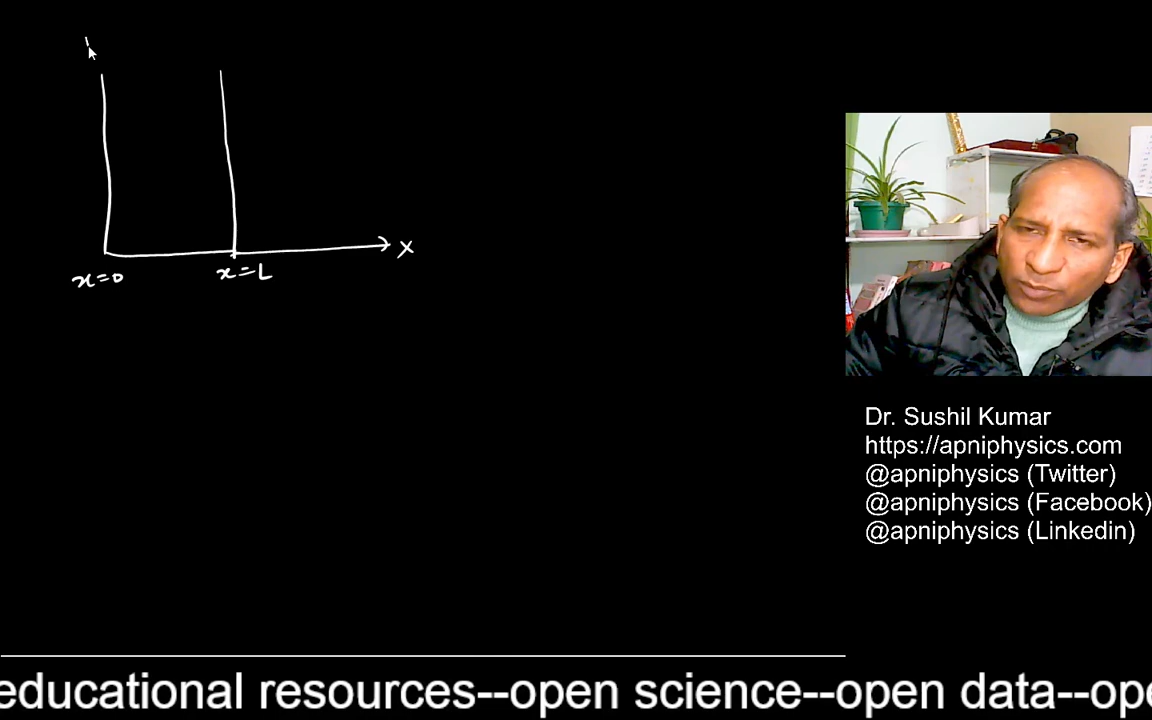 x=0
x=L
X
Dr. Sushil Kumar
https://apniphysics.com
@apniphysics (Twitter)
@apniphysics (Facebook)
@apniphysics (Linkedin)
educational resources--open science--open data--ope